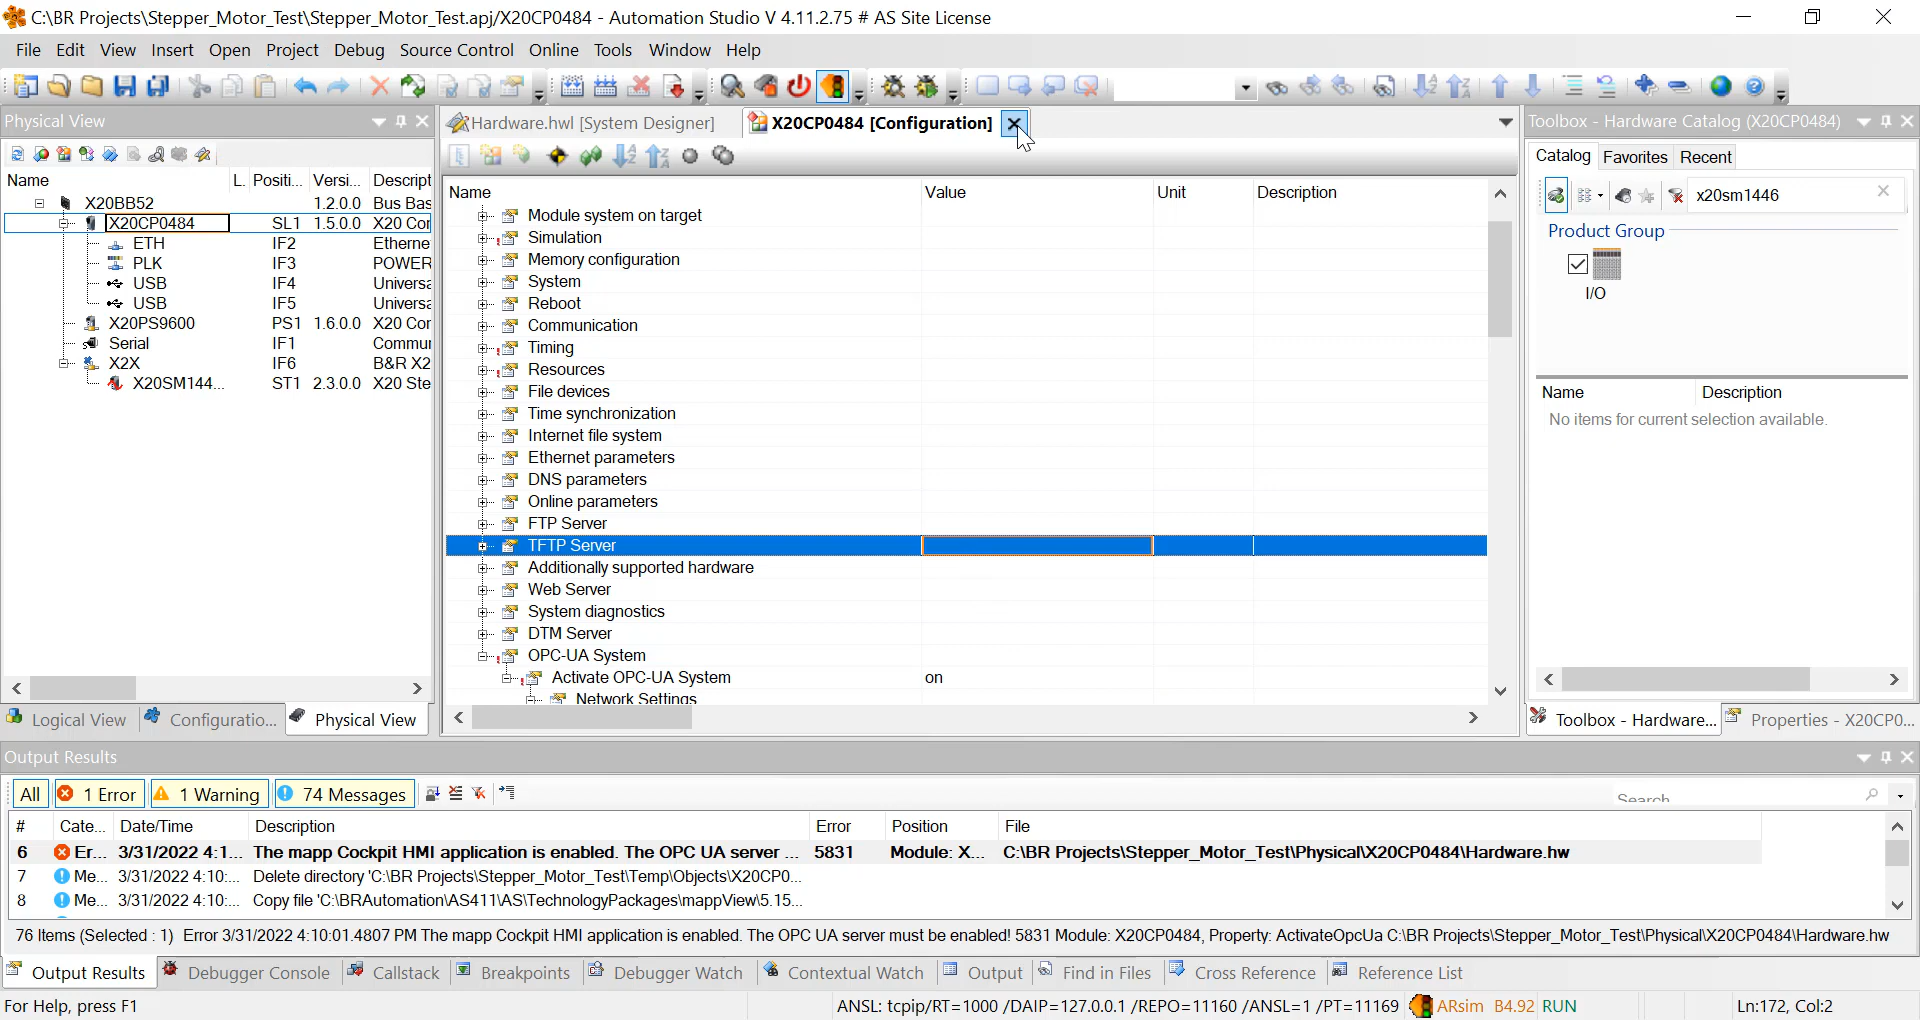 C:\BR Projects\Stepper_Motor_Test\Stepper_Motor_Test.apj/X20CP0484 - Automation Studio V 4.11.2.75 # AS Site License
File Edit View Insert Open Project Debug Source Control Online Tools Window Help
Physical View
Name L. Positi... Versi... Descript
X20BB52 1.2.0.0 Bus Bas
X20CP0484 SL1 1.5.0.0 X20 Cor
ETH IF2 Etherne
PLK IF3 POWER
USB IF4 Universa
USB IF5 Universa
X20PS9600 PS1 1.6.0.0 X20 Cor
Serial IF1 Commu
X2X IF6 B&R X2
X20SM144... ST1 2.3.0.0 X20 Ste
Logical View Configuratio... Physical View
Hardware.hwl [System Designer] X20CP0484 [Configuration]
Name Value Unit Description
Module system on target
Simulation
Memory configuration
System
Reboot
Communication
Timing
Resources
File devices
Time synchronization
Internet file system
Ethernet parameters
DNS parameters
Online parameters
FTP Server
TFTP Server
Additionally supported hardware
Web Server
System diagnostics
DTM Server
OPC-UA System
Activate OPC-UA System on
Network Settings
Toolbox - Hardware Catalog (X20CP0484)
Catalog Favorites Recent
x20sm1446
Product Group
I/O
Name Description
No items for current selection available.
Toolbox - Hardware... Properties - X20CP0...
Output Results
All 1 Error 1 Warning 74 Messages Search
# Cate... Date/Time Description Error Position File
6 Er... 3/31/2022 4:1... The mapp Cockpit HMI application is enabled. The OPC UA server ... 5831 Module: X... C:\BR Projects\Stepper_Motor_Test\Physical\X20CP0484\Hardware.hw
7 Me... 3/31/2022 4:10:... Delete directory 'C:\BR Projects\Stepper_Motor_Test\Temp\Objects\X20CP0...
8 Me... 3/31/2022 4:10:... Copy file 'C:\BRAutomation\AS411\AS\TechnologyPackages\mappView\5.15...
76 Items (Selected : 1) Error 3/31/2022 4:10:01.4807 PM The mapp Cockpit HMI application is enabled. The OPC UA server must be enabled! 5831 Module: X20CP0484, Property: ActivateOpcUa C:\BR Projects\Stepper_Motor_Test\Physical\X20CP0484\Hardware.hw
Output Results Debugger Console Callstack Breakpoints Debugger Watch Contextual Watch Output Find in Files Cross Reference Reference List
For Help, press F1 ANSL: tcpip/RT=1000 /DAIP=127.0.0.1 /REPO=11160 /ANSL=1 /PT=11169 ARsim B4.92 RUN Ln:172, Col:2